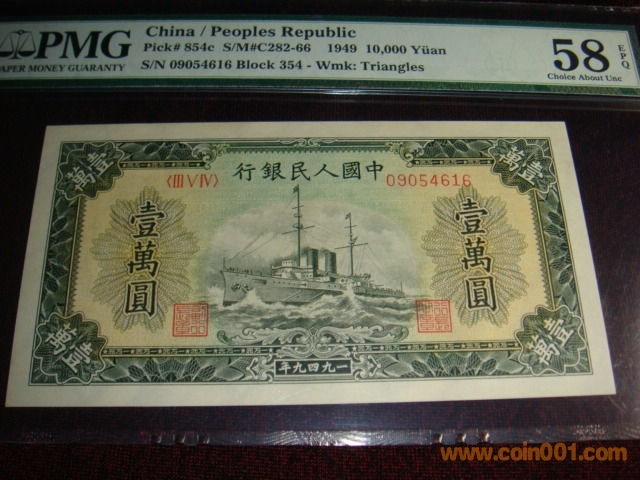 PMG
PAPER MONEY GUARANTY
China / Peoples Republic
Pick# 854c S/M#C282-66 1949 10,000 Yüan
S/N 09054616 Block 354 - Wmk: Triangles
58 EPQ
Choice About Unc
壹萬
壹萬
行銀民人國中
〈III V IV〉
09054616
壹萬圓
壹萬圓
壹萬
壹萬
年九四九一
www.coin001.com